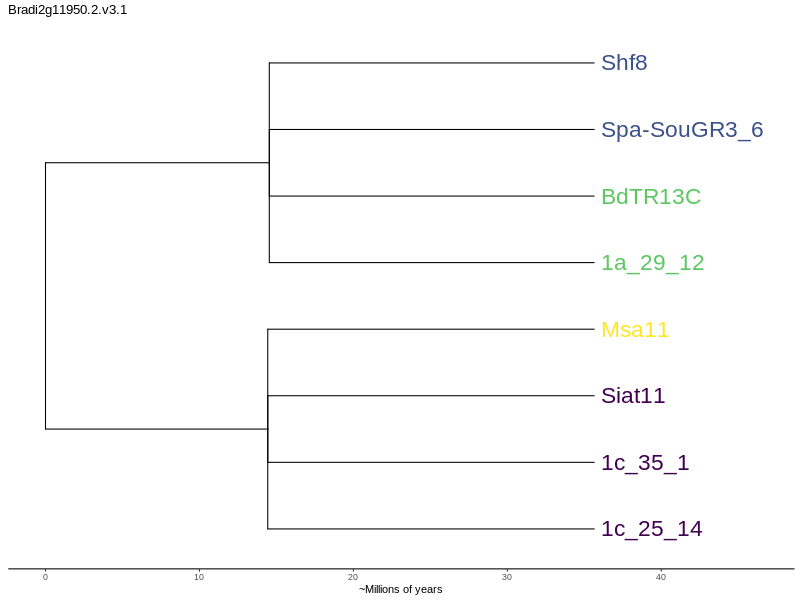 Bradi2g11950.2.v3.1
Shf8
Spa-SouGR3_6
BdTR13C
1a_29_12
Msa11
Siat11
1c_35_1
1c_25_14
0 10 20 30 40
~Millions of years